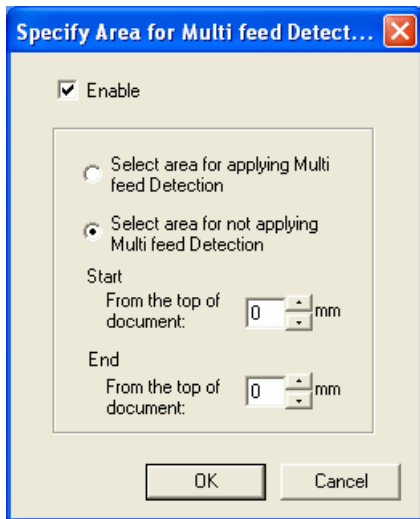 Specify Area for Multi feed Detect...
Enable
Select area for applying Multi
feed Detection
Select area for not applying
Multi feed Detection
Start
From the top of
document:
0
mm
End
From the top of
document:
0
mm
OK
Cancel